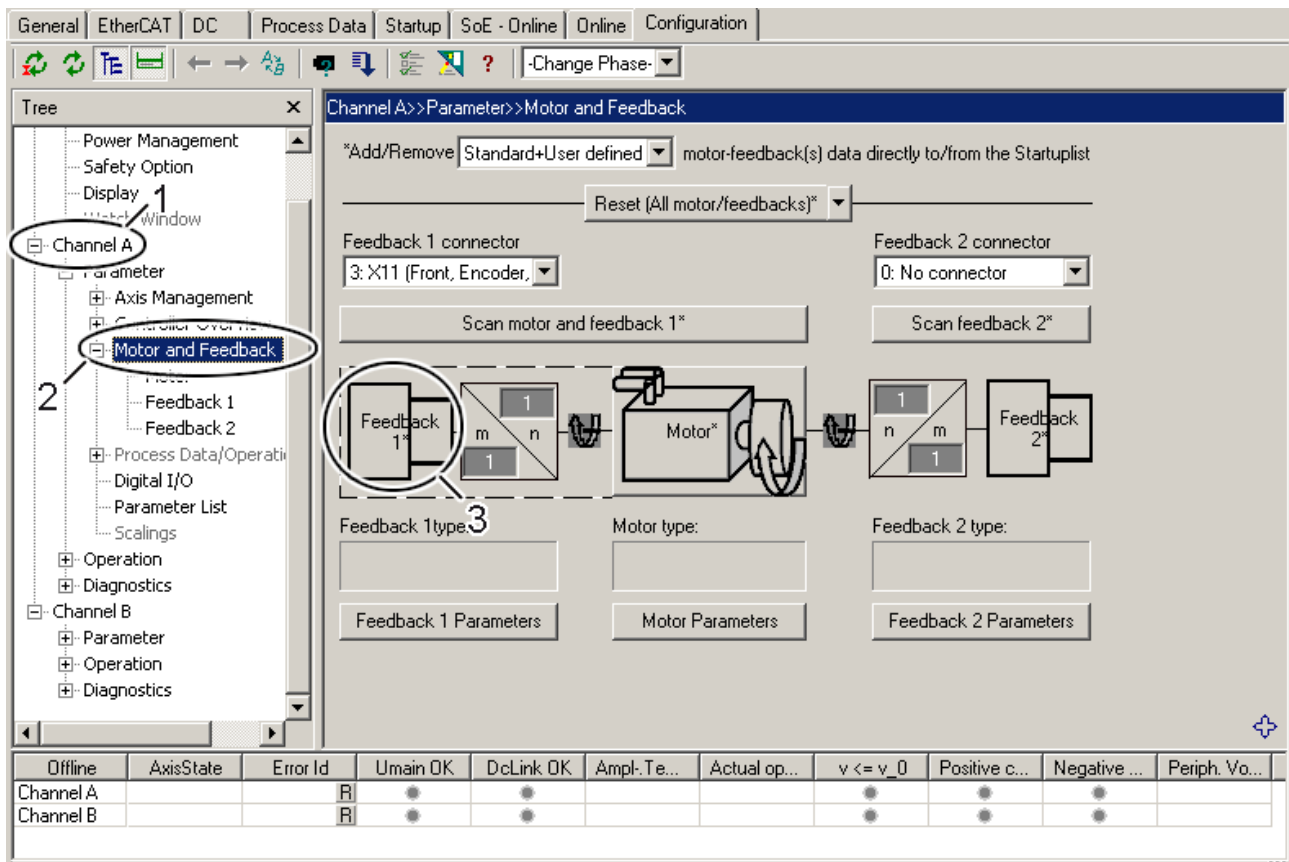 General EtherCAT DC Process Data Startup SoE - Online Online Configuration
? -Change Phase-
Tree x
Power Management
Safety Option
Display
Watch Window
1
Channel A
Parameter
Axis Management
Motor and Feedback
2
Motor
Feedback 1
Feedback 2
Process Data/Operati
Digital I/O
Parameter List
Scalings
Operation
Diagnostics
Channel B
Parameter
Operation
Diagnostics
Channel A>>Parameter>>Motor and Feedback
*Add/Remove Standard+User defined motor-feedback(s) data directly to/from the Startuplist
Reset (All motor/feedbacks)*
Feedback 1 connector Feedback 2 connector
3: X11 (Front, Encoder, 0: No connector
Scan motor and feedback 1* Scan feedback 2*
Feedback 1* m 1 n 1 Motor* n 1 m 1 Feedback 2*
3
Feedback 1type: Motor type: Feedback 2 type:
Feedback 1 Parameters Motor Parameters Feedback 2 Parameters
Offline AxisState Error Id Umain OK DcLink OK Ampl-.Te... Actual op... v <= v_0 Positive c... Negative ... Periph. Vo...
Channel A R
Channel B R